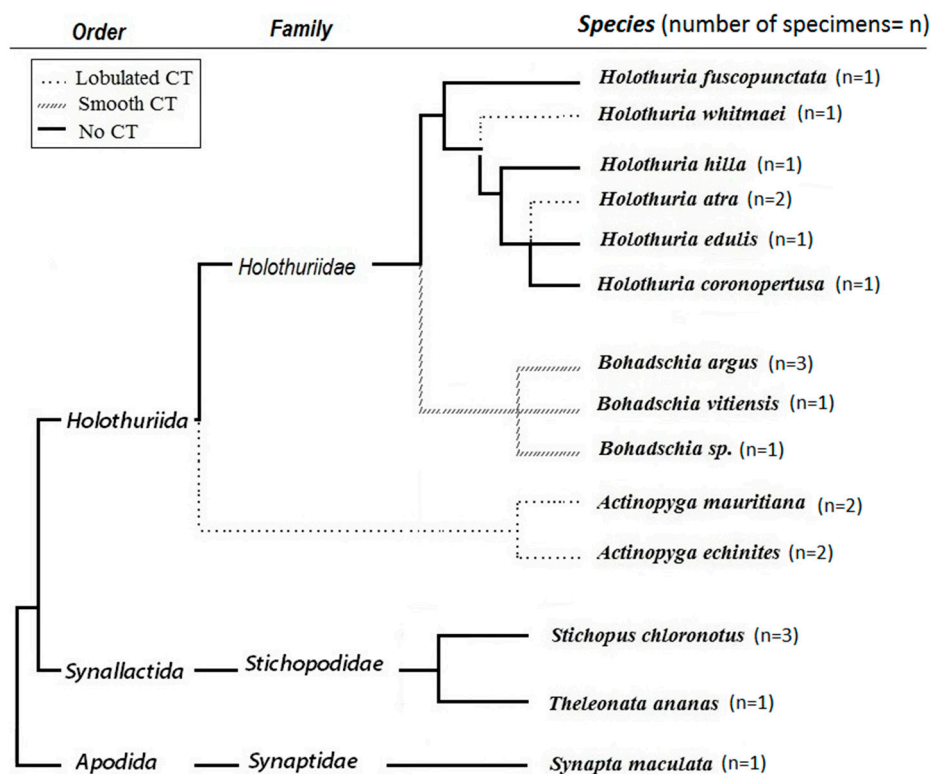 Order Family Species (number of specimens= n)
Lobulated CT
Smooth CT
No CT
Holothuria fuscopunctata (n=1)
Holothuria whitmaei (n=1)
Holothuria hilla (n=1)
Holothuria atra (n=2)
Holothuria edulis (n=1)
Holothuriidae
Holothuria coronopertusa (n=1)
Bohadschia argus (n=3)
Bohadschia vitiensis (n=1)
Holothuriida
Bohadschia sp. (n=1)
Actinopyga mauritiana (n=2)
Actinopyga echinites (n=2)
Stichopus chloronotus (n=3)
Synallactida Stichopodidae
Theleonata ananas (n=1)
Apodida Synaptidae Synapta maculata (n=1)